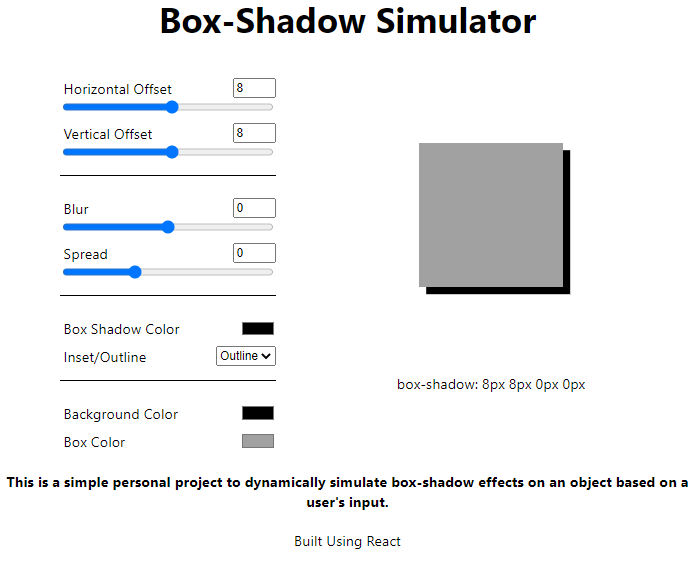 Box-Shadow Simulator
Horizontal Offset 8
Vertical Offset 8
Blur 0
Spread 0
Box Shadow Color
Inset/Outline Outline
box-shadow: 8px 8px 0px 0px
Background Color
Box Color
This is a simple personal project to dynamically simulate box-shadow effects on an object based on a
user's input.
Built Using React